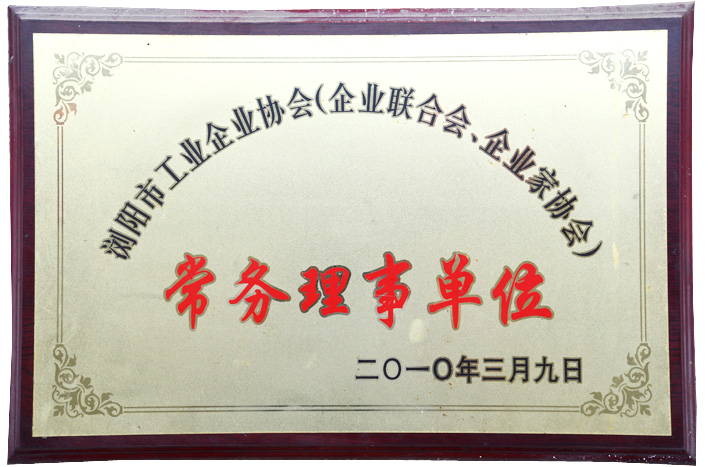 浏阳市工业企业协会(企业联合会、企业家协会)
常务理事单位
二〇一〇年三月九日